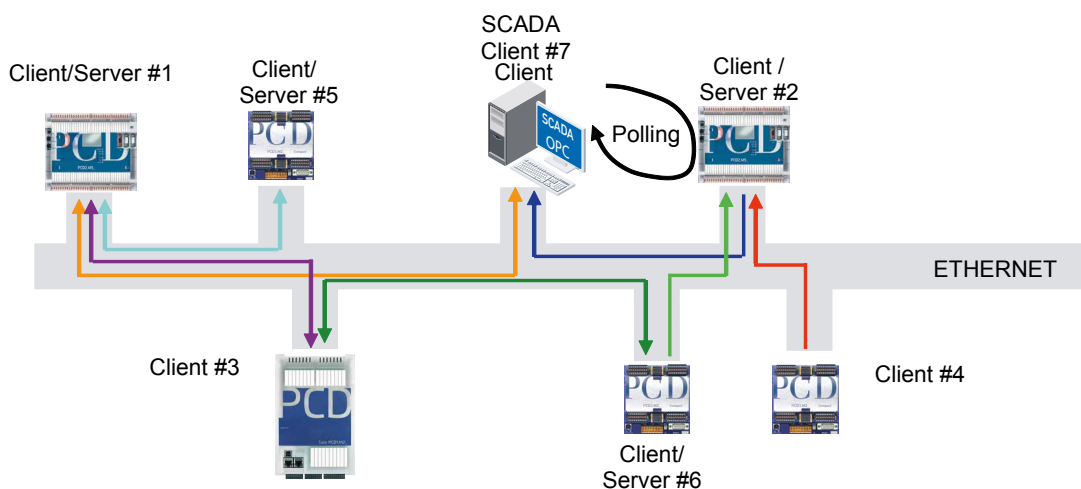 SCADA
Client #7
Client
Client/Server #1
Client/
Server #5
Client /
Server #2
Polling
SCADA
OPC
PCD
PCD
PCD
ETHERNET
Client #3
Client #4
PCD
PCD
PCD
Client/
Server #6